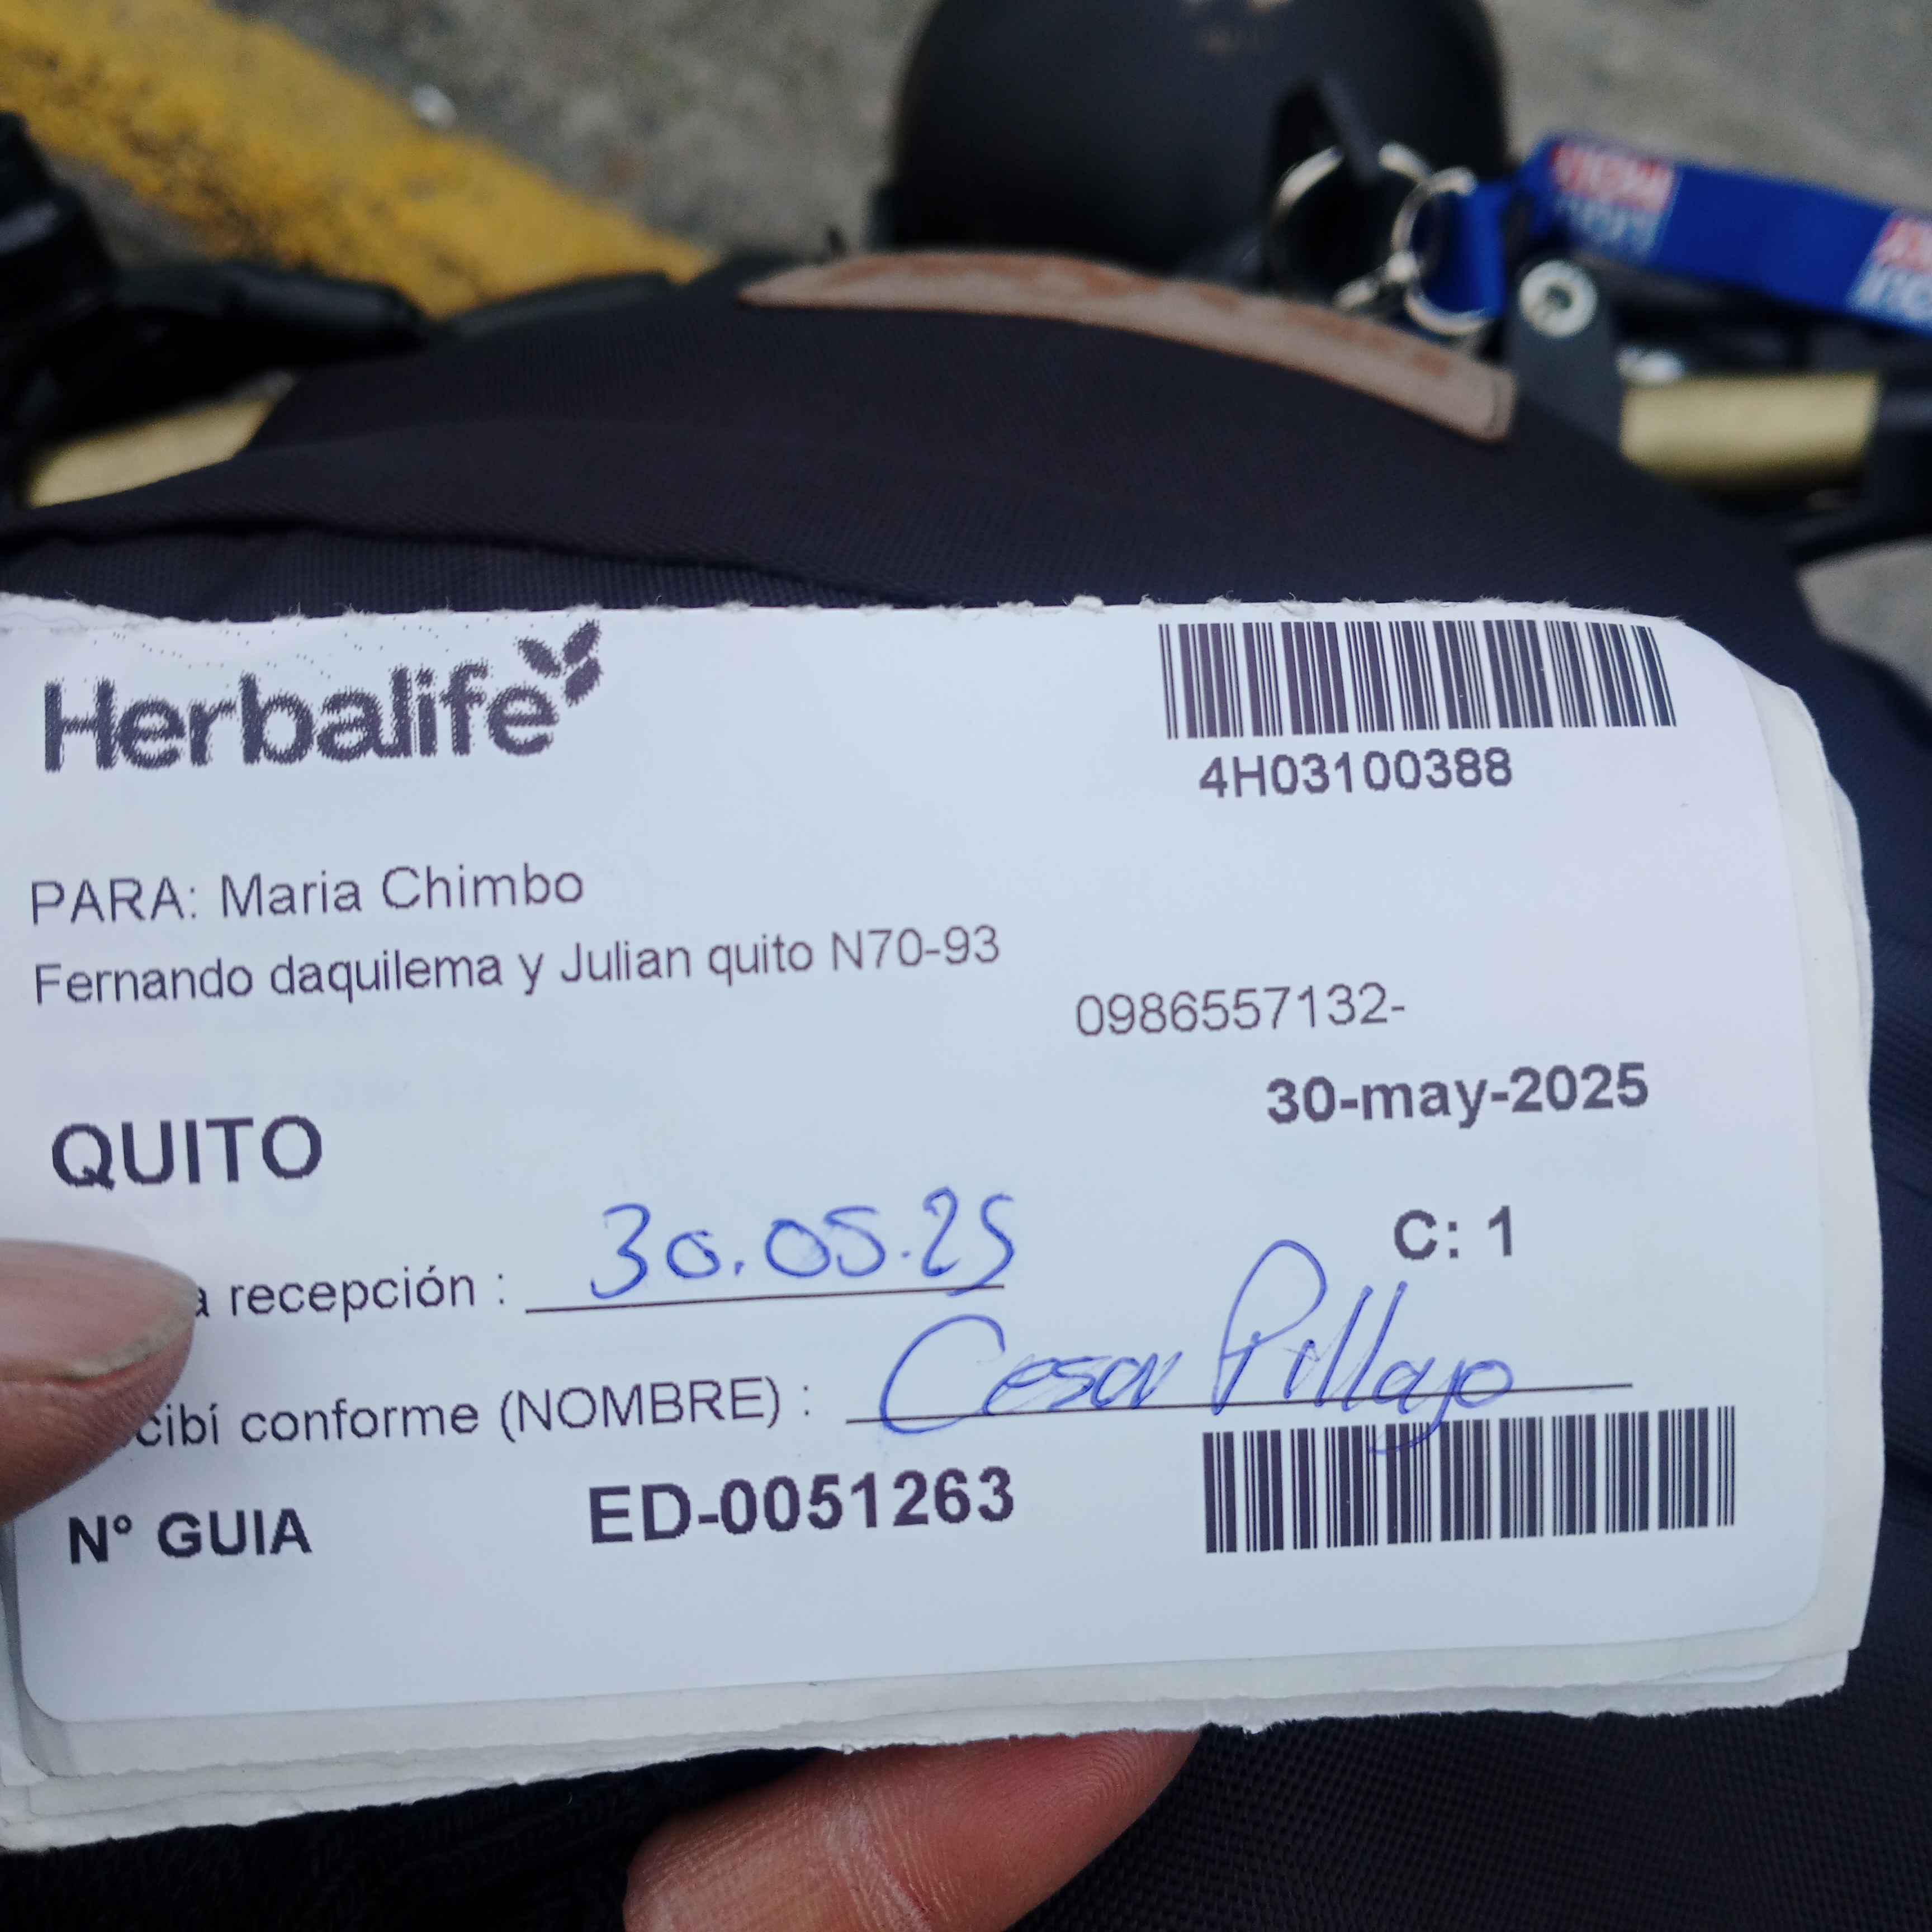 Herbalife
4H03100388
PARA: Maria Chimbo
Fernando daquilema y Julian quito N70-93
0986557132-
30-may-2025
QUITO
C: 1
a recepción : 30.05.25
cibí conforme (NOMBRE) : Cesar Pillajo
N° GUIA ED-0051263